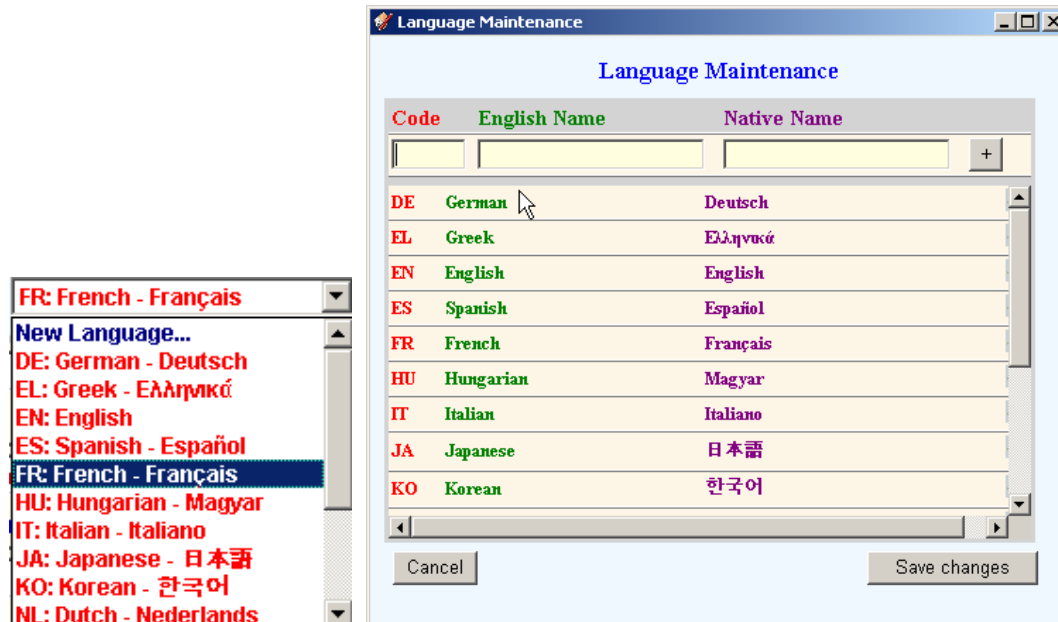 FR: French - Français
New Language...
DE: German - Deutsch
EL: Greek - Ελληνικά
EN: English
ES: Spanish - Español
FR: French - Français
HU: Hungarian - Magyar
IT: Italian - Italiano
JA: Japanese - 日本語
KO: Korean - 한국어
NL: Dutch - Nederlands
Language Maintenance
Language Maintenance
Code English Name Native Name
+
DE German Deutsch
EL Greek Ελληνικά
EN English English
ES Spanish Español
FR French Français
HU Hungarian Magyar
IT Italian Italiano
JA Japanese 日本語
KO Korean 한국어
Cancel Save changes